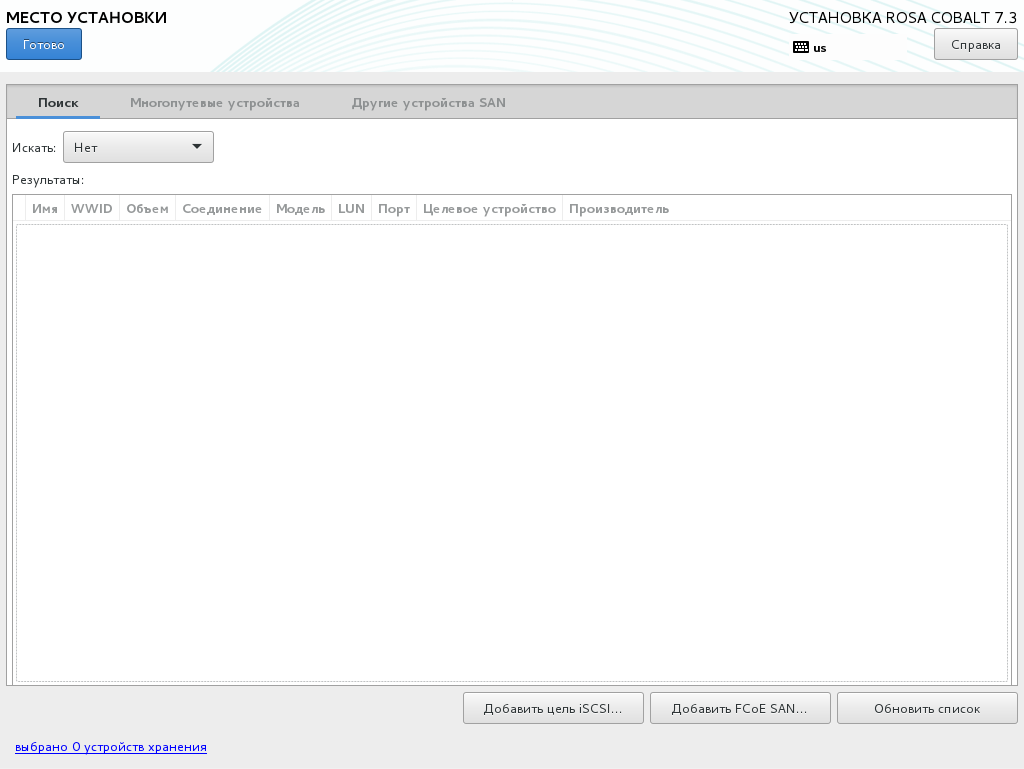 МЕСТО УСТАНОВКИ
УСТАНОВКА ROSA COBALT 7.3
Готово
us
Справка
Поиск
Многопутевые устройства
Другие устройства SAN
Искать: Нет
Результаты:
Имя WWID Объем Соединение Модель LUN Порт Целевое устройство Производитель
Добавить цель iSCSI...
Добавить FCoE SAN...
Обновить список
выбрано 0 устройств хранения